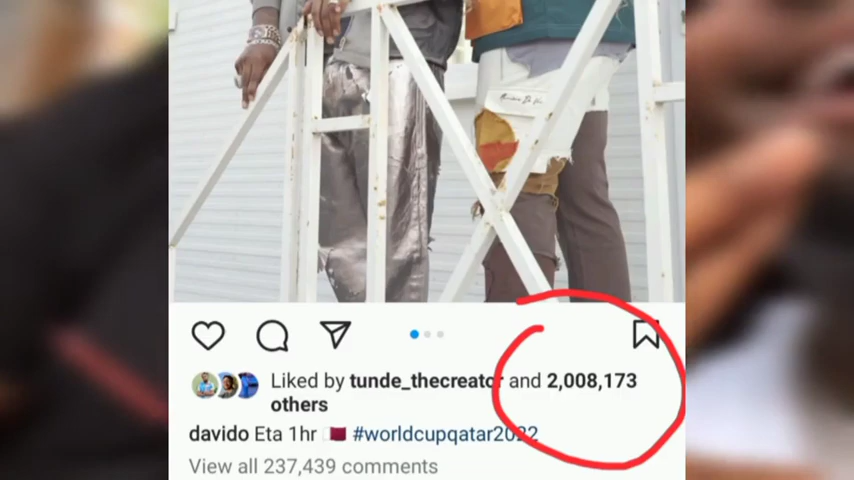 Liked by tunde_thecreator and 2,008,173
others
davido Eta 1hr 🇶🇦 #worldcupqatar2022
View all 237,439 comments